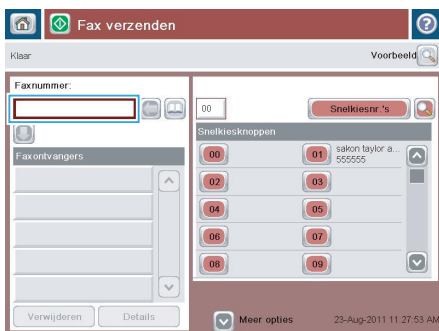 Fax verzenden
Klaar
Voorbeeld
Faxnummer:
00
Snelkiesnr.'s
Faxontvangers
Snelkiesknoppen
00
01 sakon taylor a...
555555
02
03
04
05
06
07
08
09
Verwijderen
Details
Meer opties
23-Aug-2011 11:27:53 AM